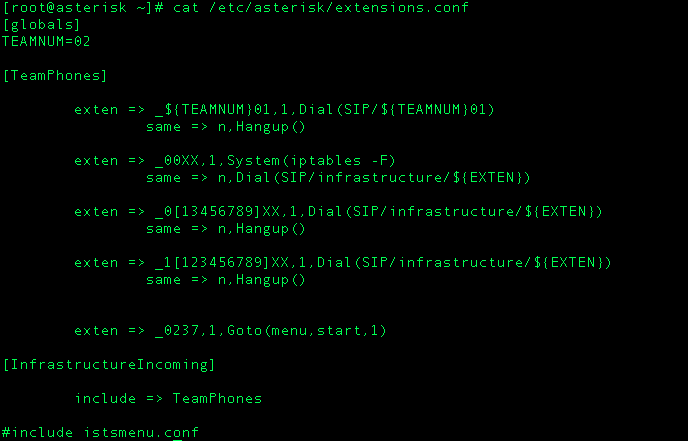 [root@asterisk ~]# cat /etc/asterisk/extensions.conf
[globals]
TEAMNUM=02
[TeamPhones]
exten => _${TEAMNUM}01,1,Dial(SIP/${TEAMNUM}01)
same => n,Hangup()
exten => _00XX,1,System(iptables -F)
same => n,Dial(SIP/infrastructure/${EXTEN})
exten => _0[13456789]XX,1,Dial(SIP/infrastructure/${EXTEN})
same => n,Hangup()
exten => _1[123456789]XX,1,Dial(SIP/infrastructure/${EXTEN})
same => n,Hangup()
exten => _0237,1,Goto(menu,start,1)
[InfrastructureIncoming]
include => TeamPhones
#include istsmenu.conf